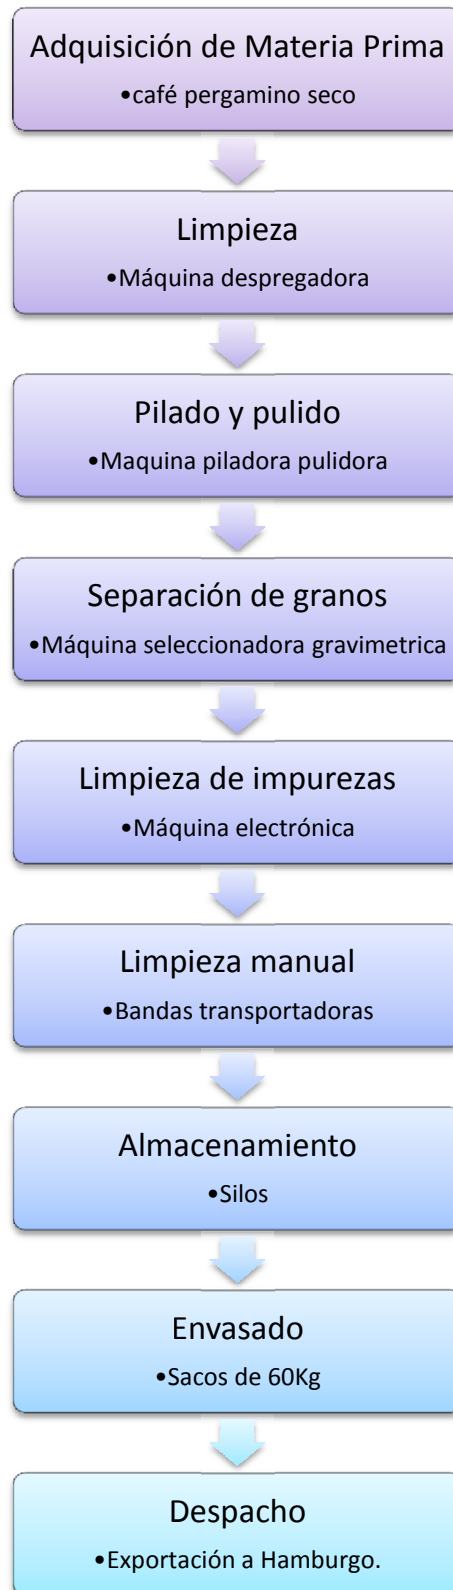 Adquisición de Materia Prima
•café pergamino seco
Limpieza
•Máquina despregadora
Pilado y pulido
•Maquina piladora pulidora
Separación de granos
•Máquina seleccionadora gravimetrica
Limpieza de impurezas
•Máquina electrónica
Limpieza manual
•Bandas transportadoras
Almacenamiento
•Silos
Envasado
•Sacos de 60Kg
Despacho
•Exportación a Hamburgo.